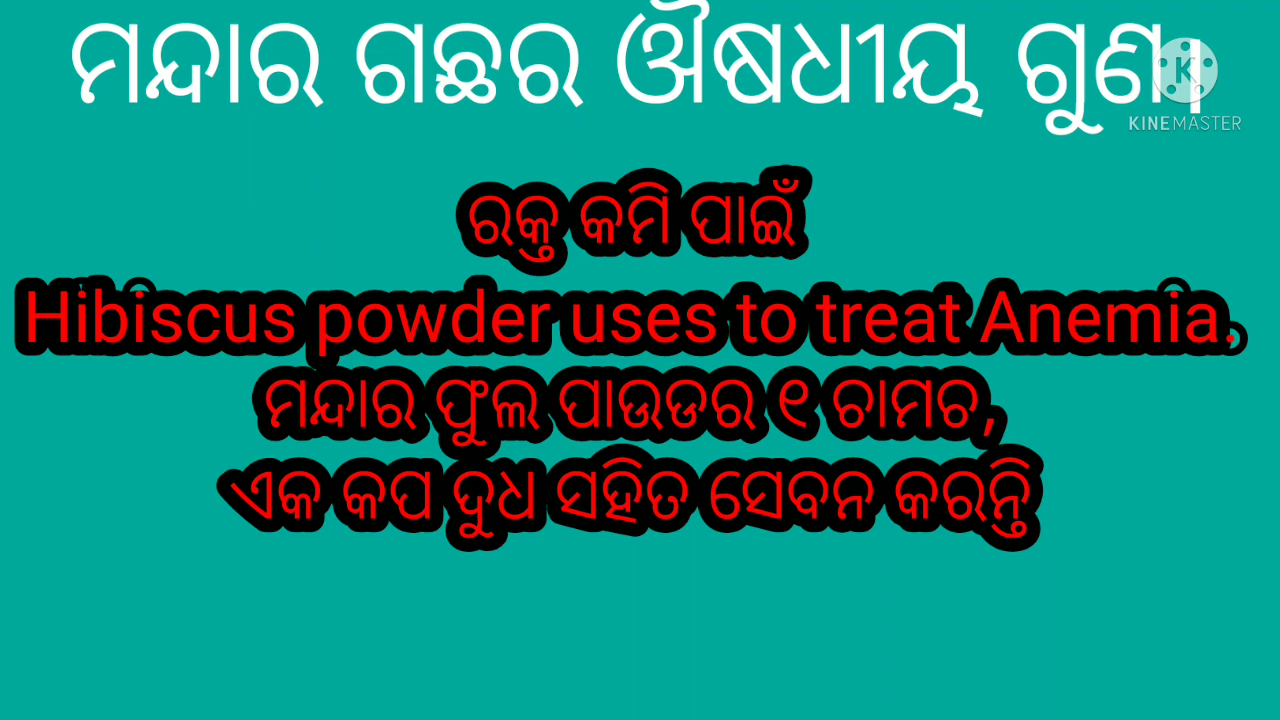 ମନ୍ଦାର ଗଛର ଔଷଧୀୟ ଗୁଣ
KINEMASTER
ରକ୍ତ କମି ପାଇଁ
Hibiscus powder uses to treat Anemia.
ମନ୍ଦାର ଫୁଲ ପାଉଡର ୧ ଚାମଚ,
ଏକ କପ ଦୁଧ ସହିତ ସେବନ କରନ୍ତି